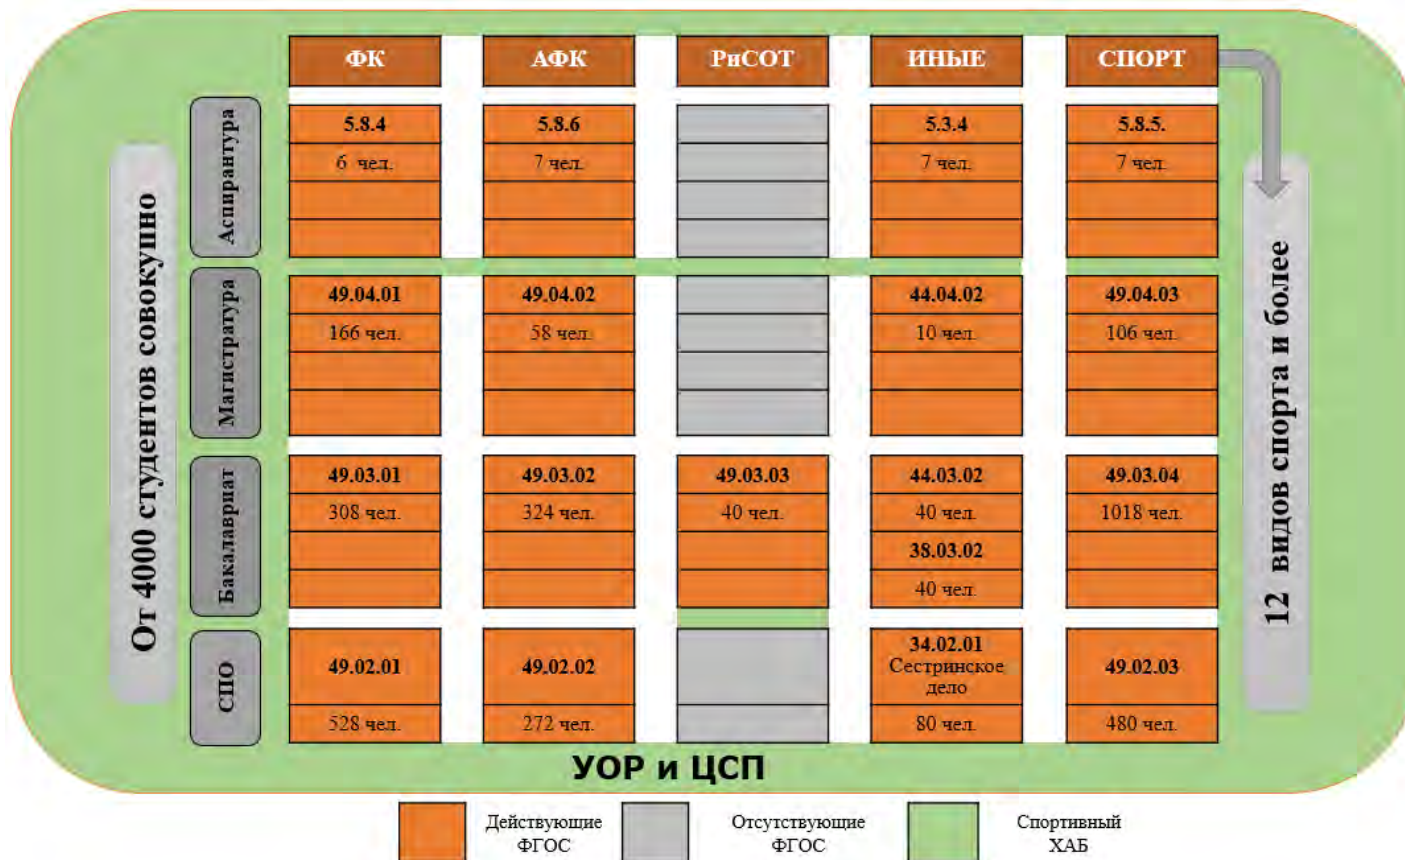 ФК АФК РиСОТ ИНЫЕ СПОРТ
От 4000 студентов совокупно
12 видов спорта и более
Аспирантура
5.8.4 5.8.6 5.3.4 5.8.5.
6 чел. 7 чел. 7 чел. 7 чел.
Магистратура
49.04.01 49.04.02 44.04.02 49.04.03
166 чел. 58 чел. 10 чел. 106 чел.
Бакалавриат
49.03.01 49.03.02 49.03.03 44.03.02 49.03.04
308 чел. 324 чел. 40 чел. 40 чел. 1018 чел.
38.03.02
40 чел.
СПО
49.02.01 49.02.02 34.02.01 49.02.03
Сестринское
дело
528 чел. 272 чел. 80 чел. 480 чел.
УОР и ЦСП
Действующие
ФГОС
Отсутствующие
ФГОС
Спортивный
ХАБ